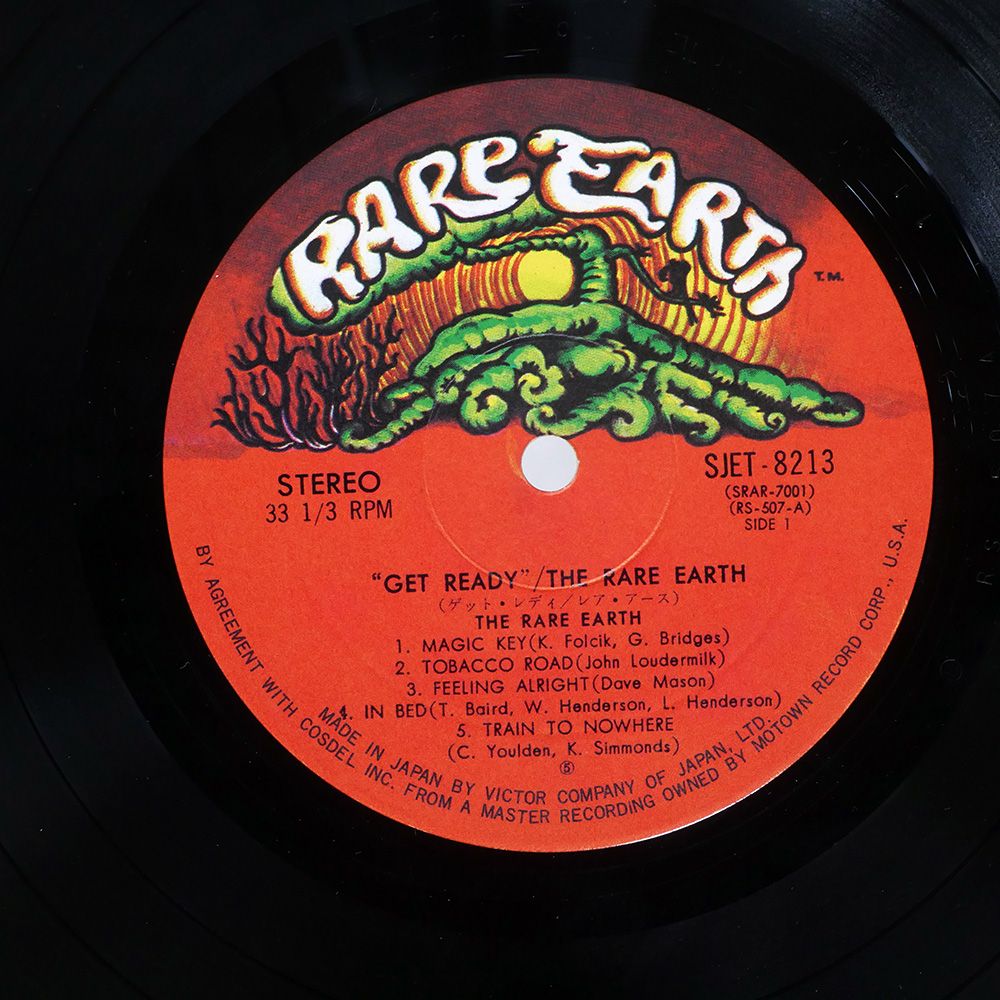 RARE EARTH
T.M.
STEREO
33 1/3 RPM
SJET-8213
(SRAR-7001)
(RS-507-A)
SIDE 1
"GET READY"/THE RARE EARTH
(ゲット・レディ/レア・アース)
THE RARE EARTH
1. MAGIC KEY(K. Folcik, G. Bridges)
2. TOBACCO ROAD(John Loudermilk)
3. FEELING ALRIGHT(Dave Mason)
4. IN BED(T. Baird, W. Henderson, L. Henderson)
5. TRAIN TO NOWHERE
(C. Youlden, K. Simmonds)
⑤
MADE IN JAPAN BY VICTOR COMPANY OF JAPAN, LTD.
BY AGREEMENT WITH COSDEL INC. FROM A MASTER RECORDING OWNED BY MOTOWN RECORD CORP., U.S.A.